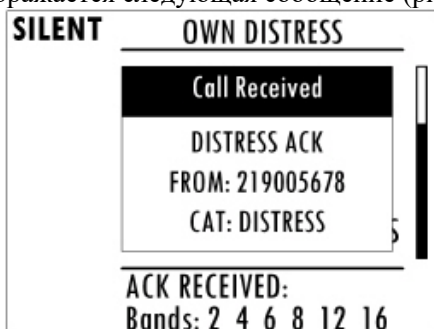 SILENT
OWN DISTRESS
Call Received
DISTRESS ACK
FROM: 219005678
CAT: DISTRESS
ACK RECEIVED:
Bands: 2 4 6 8 12 16